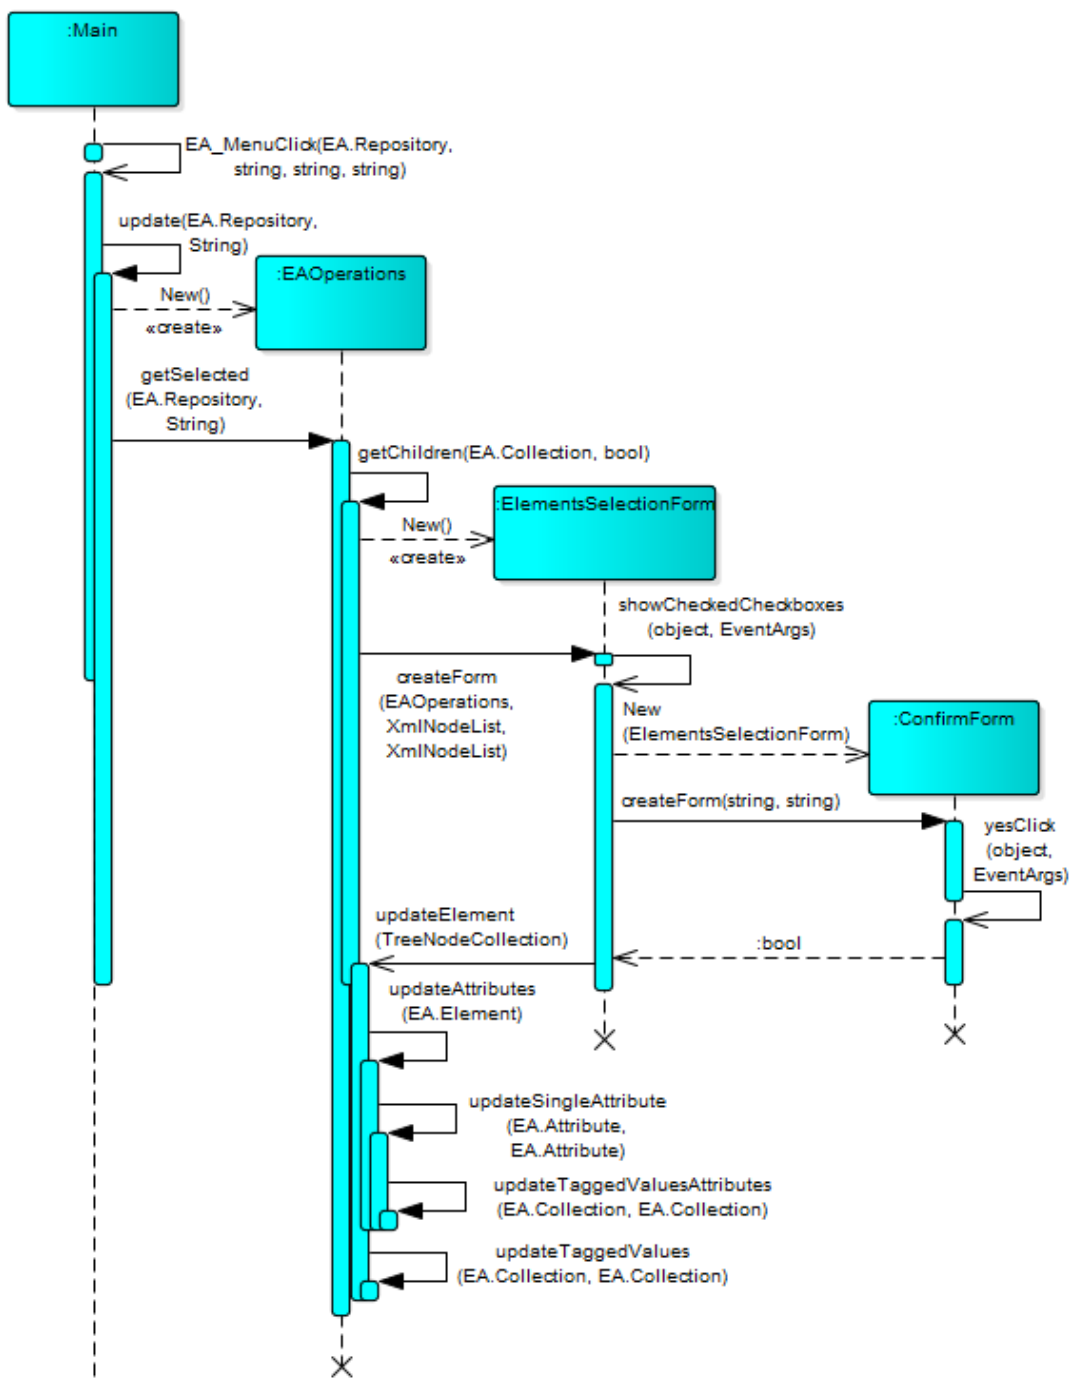 :Main
EA_MenuClick(EA.Repository,
string, string, string)
update(EA.Repository,
String)
:EAOperations
New()
«create»
getSelected
(EA.Repository,
String)
getChildren(EA.Collection, bool)
:ElementsSelectionForm
New()
«create»
showCheckedCheckboxes
(object, EventArgs)
createForm
(EAOperations,
XmlNodeList,
XmlNodeList)
New
(ElementsSelectionForm)
:ConfirmForm
createForm(string, string)
yesClick
(object,
EventArgs)
updateElement
(TreeNodeCollection)
:bool
updateAttributes
(EA.Element)
updateSingleAttribute
(EA.Attribute,
EA.Attribute)
updateTaggedValuesAttributes
(EA.Collection, EA.Collection)
updateTaggedValues
(EA.Collection, EA.Collection)